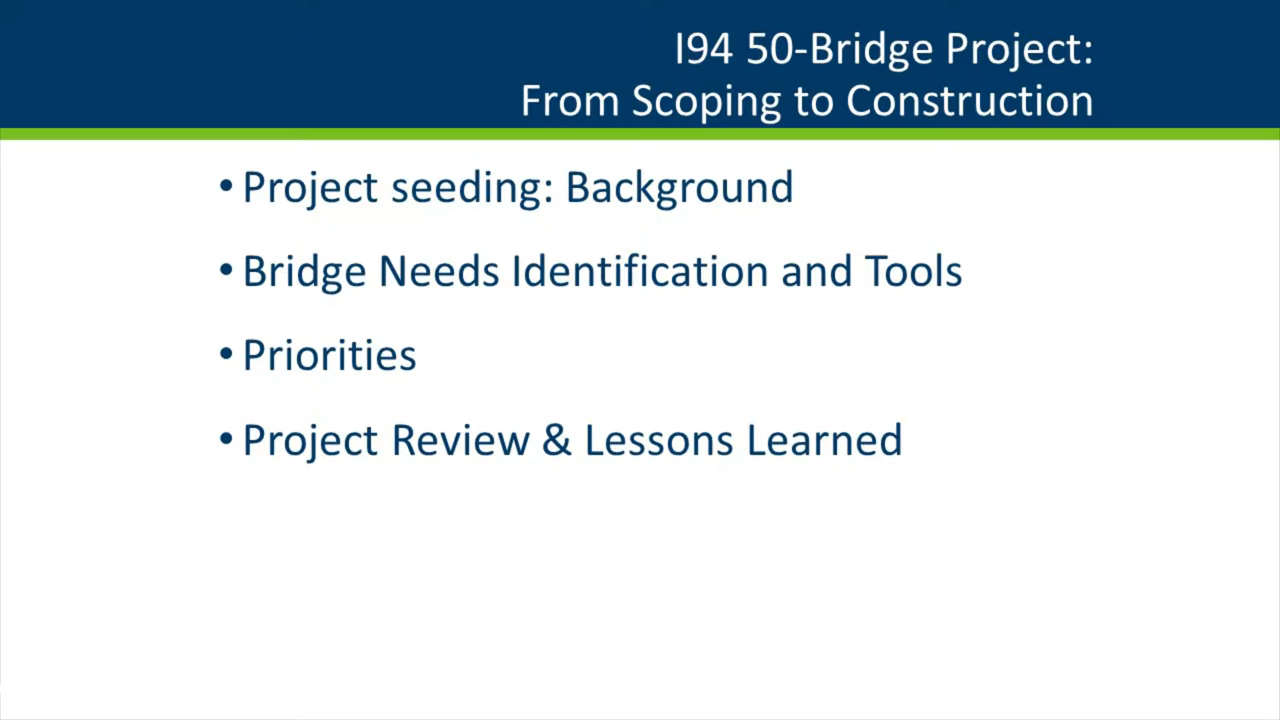 I94 50-Bridge Project:
From Scoping to Construction
• Project seeding: Background
• Bridge Needs Identification and Tools
• Priorities
• Project Review & Lessons Learned